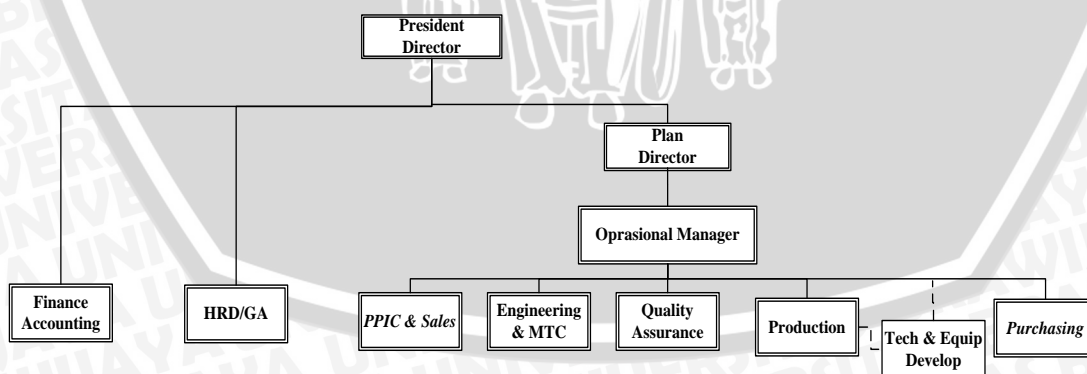 President
Director
Plan
Director
Oprasional Manager
Finance
Accounting
HRD/GA
PPIC & Sales
Engineering
& MTC
Quality
Assurance
Production
Tech & Equip
Develop
Purchasing